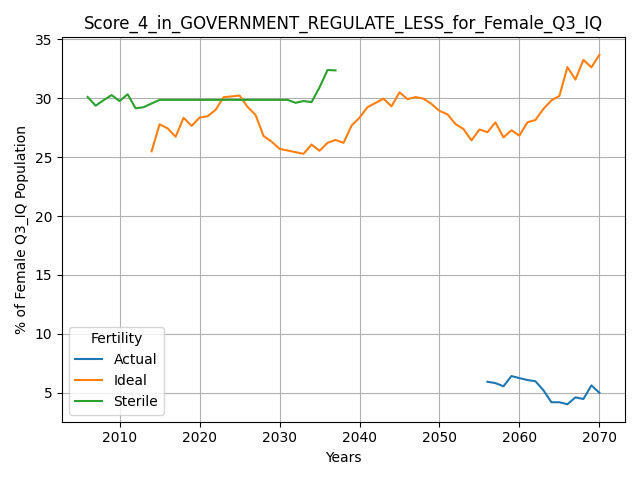 Score_4_in_GOVERNMENT_REGULATE_LESS_for_Female_Q3_IQ
% of Female Q3_IQ Population
35
30
25
20
15
10
5
Fertility
Actual
Ideal
Sterile
2010 2020 2030 2040 2050 2060 2070
Years